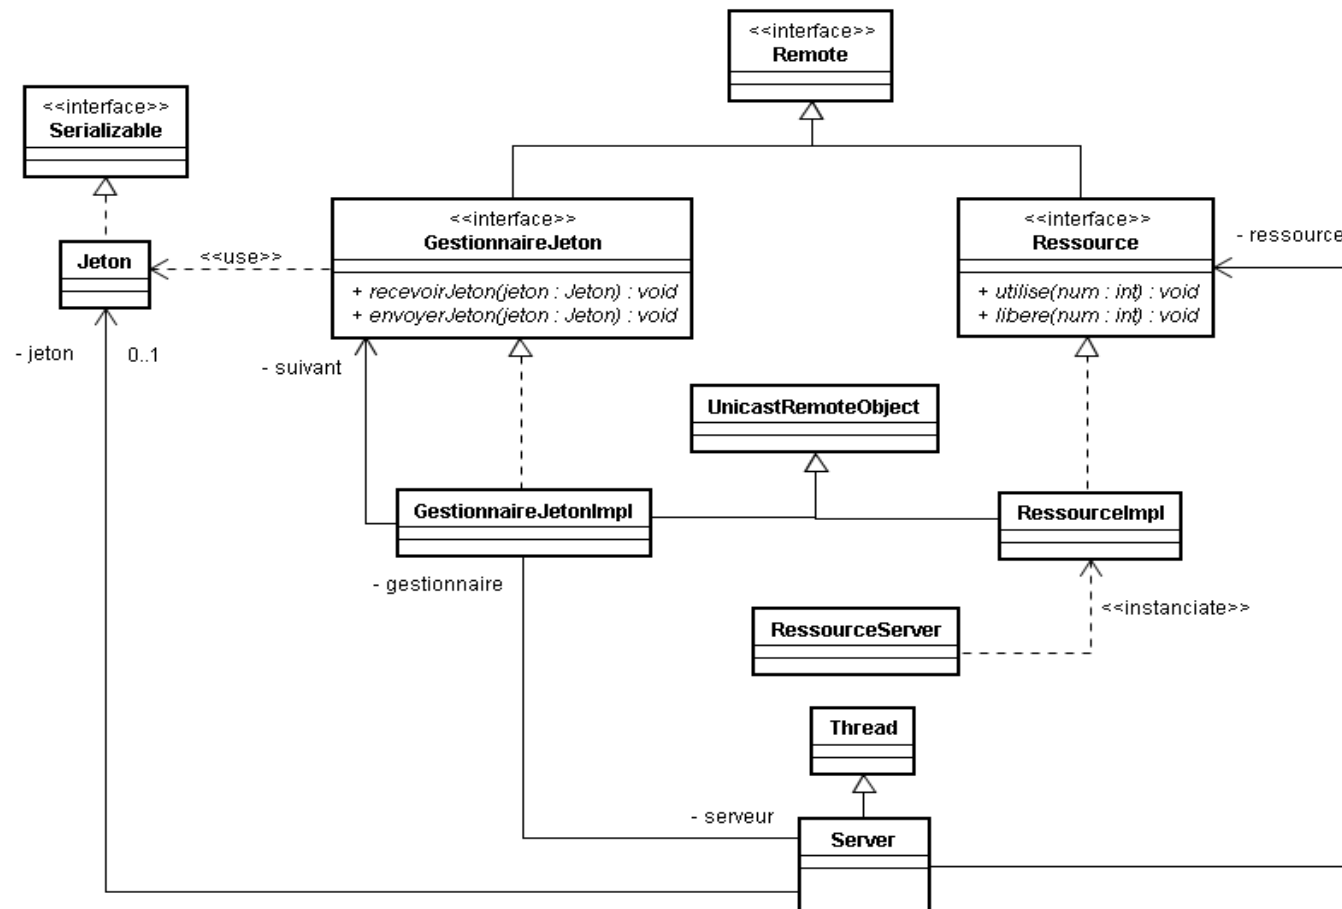 <<interface>>
Remote
<<interface>>
Serializable
<<interface>>
GestionnaireJeton
+ recevoirJeton(jeton : Jeton) : void
+ envoyerJeton(jeton : Jeton) : void
<<interface>>
Ressource
+ utilise(num : int) : void
+ libere(num : int) : void
- ressource
Jeton
<<use>>
- jeton
0..1
- suivant
UnicastRemoteObject
GestionnaireJetonImpl
RessourceImpl
- gestionnaire
<<instanciate>>
RessourceServer
Thread
- serveur
Server